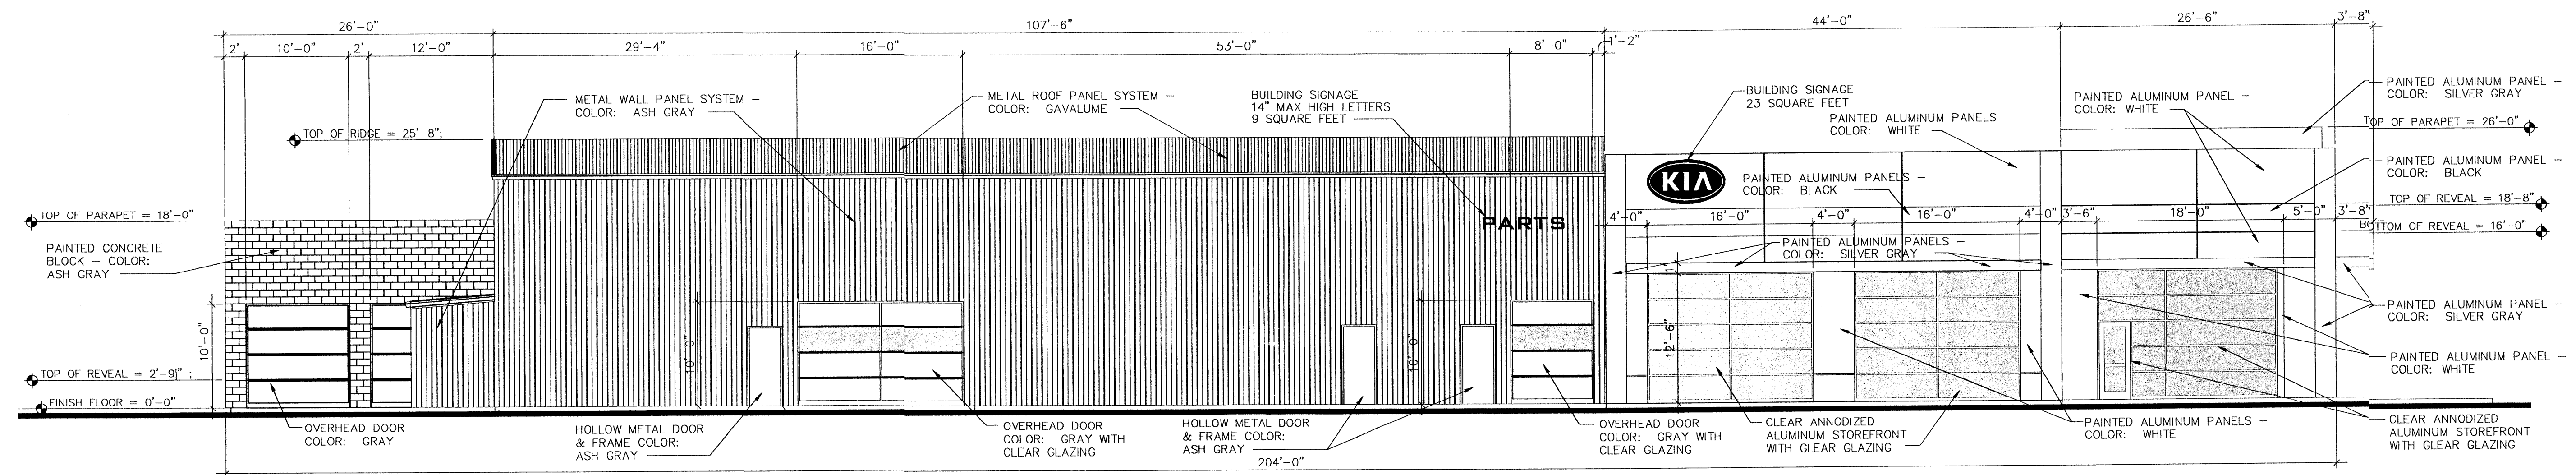 26'-0"
107'-6"
44'-0"
26'-6"
3'-8"
2'
10'-0"
2'
12'-0"
29'-4"
16'-0"
53'-0"
8'-0"
1'-2"
METAL WALL PANEL SYSTEM -
COLOR: ASH GRAY
METAL ROOF PANEL SYSTEM -
COLOR: GAVALUME
BUILDING SIGNAGE
14" MAX HIGH LETTERS
9 SQUARE FEET
BUILDING SIGNAGE
23 SQUARE FEET
PAINTED ALUMINUM PANELS
COLOR: WHITE
PAINTED ALUMINUM PANEL -
COLOR: WHITE
PAINTED ALUMINUM PANEL -
COLOR: SILVER GRAY
TOP OF RIDGE = 25'-8";
TOP OF PARAPET = 26'-0"
KIA
PAINTED ALUMINUM PANELS -
COLOR: BLACK
PAINTED ALUMINUM PANEL -
COLOR: BLACK
TOP OF REVEAL = 18'-8"
TOP OF PARAPET = 18'-0"
PARTS
4'-0"
16'-0"
4'-0"
16'-0"
4'-0"
3'-6"
18'-0"
5'-0"
3'-8"
BOTTOM OF REVEAL = 16'-0"
PAINTED CONCRETE
BLOCK - COLOR:
ASH GRAY
PAINTED ALUMINUM PANELS -
COLOR: SILVER GRAY
1'
PAINTED ALUMINUM PANEL -
COLOR: SILVER GRAY
10'-0"
10'-0"
10'-0"
12'-6"
PAINTED ALUMINUM PANEL -
COLOR: WHITE
TOP OF REVEAL = 2'-9" ;
FINISH FLOOR = 0'-0"
OVERHEAD DOOR
COLOR: GRAY
HOLLOW METAL DOOR
& FRAME COLOR:
ASH GRAY
OVERHEAD DOOR
COLOR: GRAY WITH
CLEAR GLAZING
HOLLOW METAL DOOR
& FRAME COLOR:
ASH GRAY
OVERHEAD DOOR
COLOR: GRAY WITH
CLEAR GLAZING
CLEAR ANNODIZED
ALUMINUM STOREFRONT
WITH GLEAR GLAZING
PAINTED ALUMINUM PANELS -
COLOR: WHITE
CLEAR ANNODIZED
ALUMINUM STOREFRONT
WITH GLEAR GLAZING
204'-0"